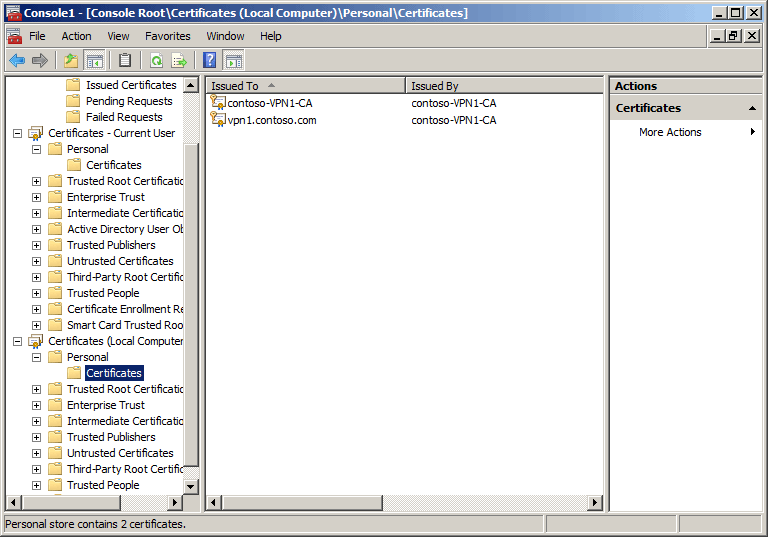 Console1 - [Console Root\Certificates (Local Computer)\Personal\Certificates]
File Action View Favorites Window Help
Issued Certificates
Pending Requests
Failed Requests
Certificates - Current User
Personal
Certificates
Trusted Root Certificatio
Enterprise Trust
Intermediate Certificatio
Active Directory User Ob
Trusted Publishers
Untrusted Certificates
Third-Party Root Certific
Trusted People
Certificate Enrollment Re
Smart Card Trusted Roo
Certificates (Local Computer
Personal
Certificates
Trusted Root Certificatio
Enterprise Trust
Intermediate Certificatio
Trusted Publishers
Untrusted Certificates
Third-Party Root Certific
Trusted People
Issued To Issued By
contoso-VPN1-CA contoso-VPN1-CA
vpn1.contoso.com contoso-VPN1-CA
Actions
Certificates
More Actions
Personal store contains 2 certificates.